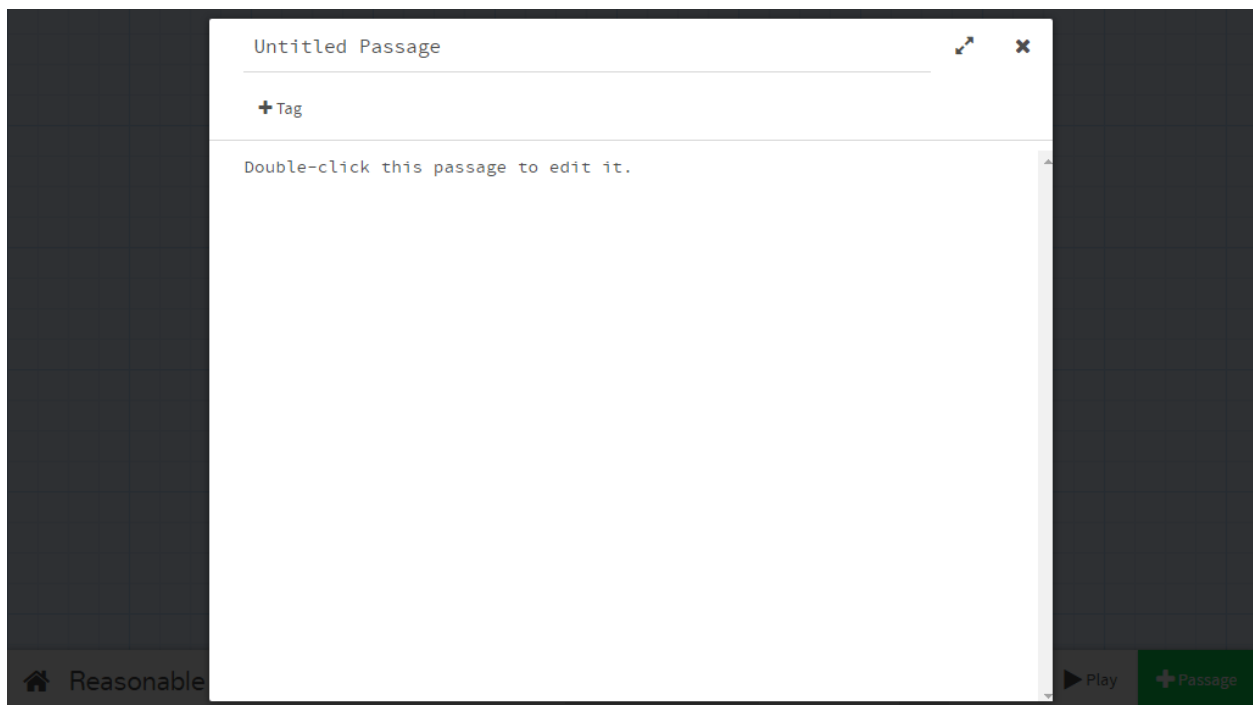 Untitled Passage
Tag
Double-click this passage to edit it.
Reasonable
Play
Passage